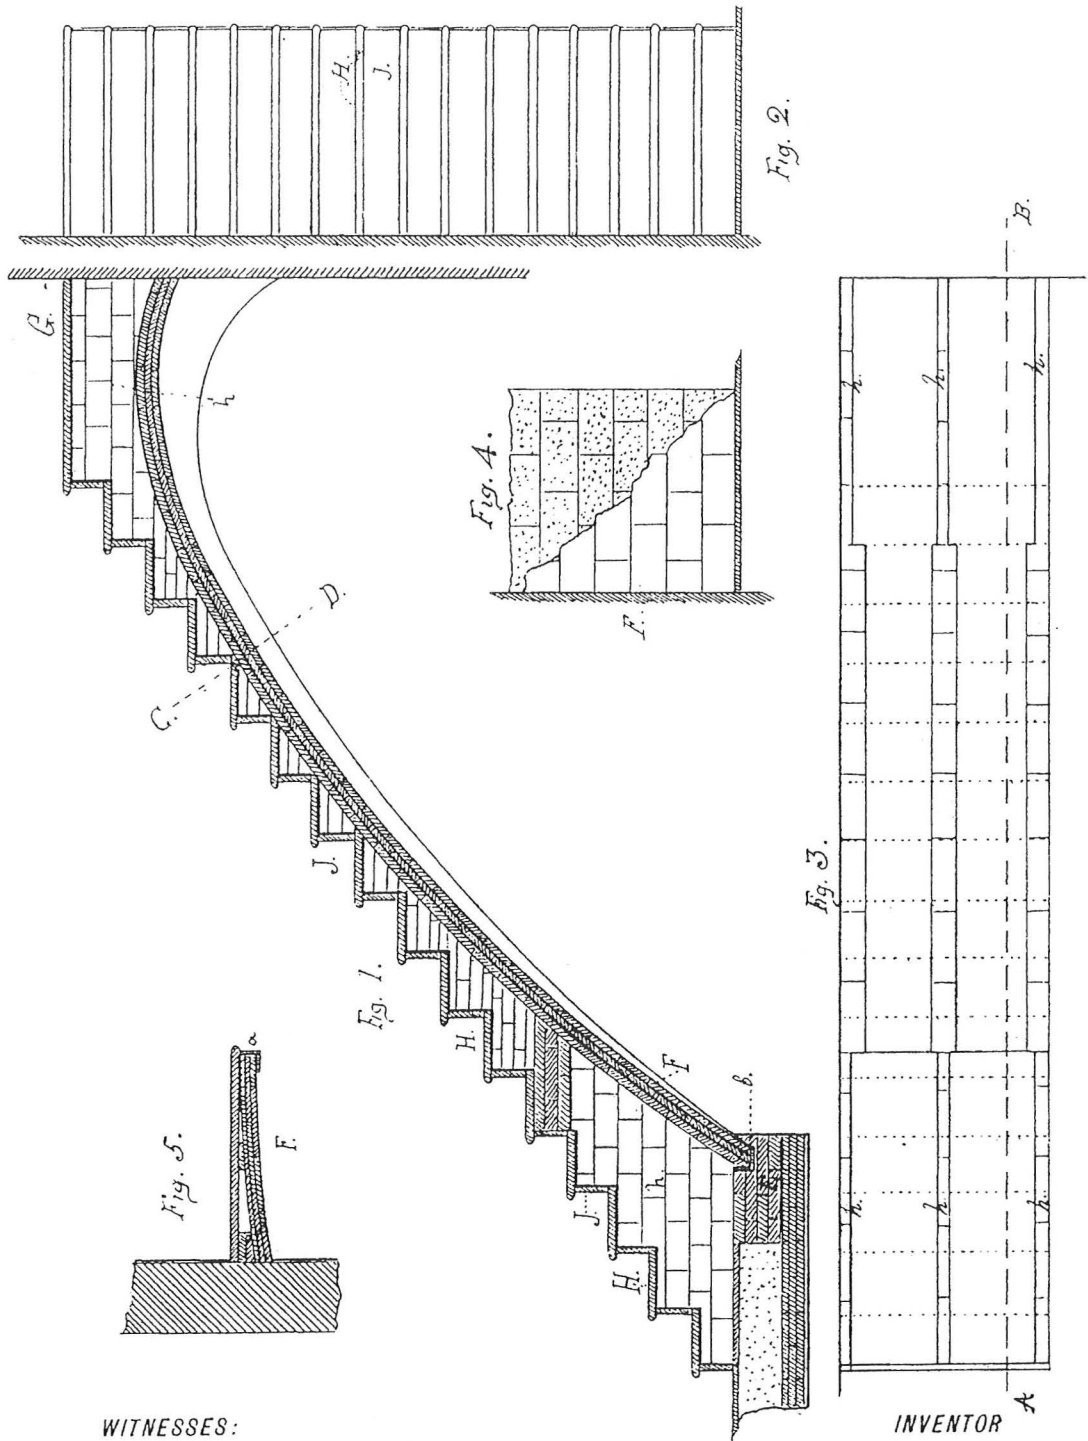 H.
J.
Fig. 2.
G.
h
C.
D.
Fig. 4.
F.
B.
h.
h.
h.
J.
Fig. 1.
H.
F
b.
Fig. 3.
a
Fig. 5.
F.
h
J.
H.
h.
h.
h.
A
WITNESSES:
INVENTOR